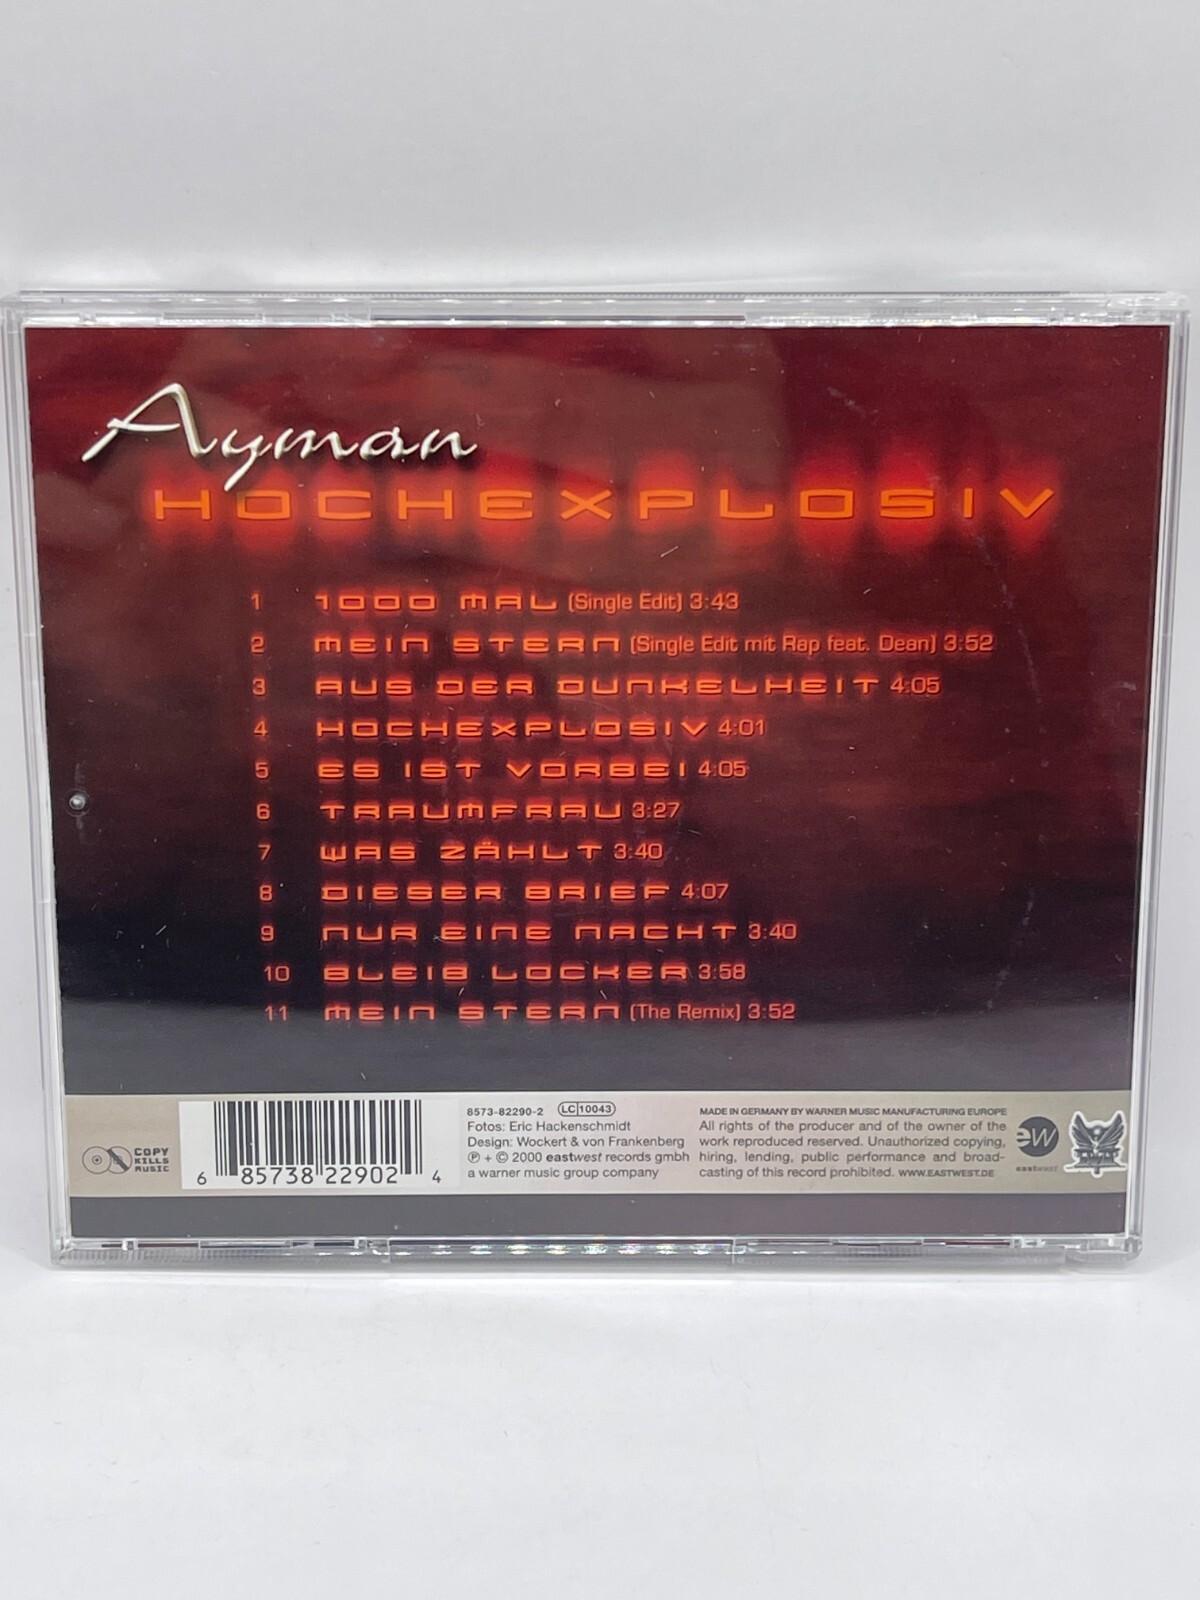 Ayman
HOCHEXPLOSIV
1 1000 MAL (Single Edit) 3:43
2 MEIN STERN (Single Edit mit Rap feat. Dean) 3:52
3 AUS DER DUNKELHEIT 4:05
4 HOCHEXPLOSIV 4:01
5 ES IST VORBEI 4:05
6 TRAUMFRAU 3:27
7 WAS ZÄHLT 3:40
8 DIESER BRIEF 4:07
9 NUR EINE NACHT 3:40
10 BLEIB LOCKER 3:58
11 MEIN STERN (The Remix) 3:52
COPY
KILLS
MUSIC
6 85738 22902 4
8573-82290-2 LC 10043
Fotos: Eric Hackenschmidt
Design: Wockert & von Frankenberg
℗ + © 2000 eastwest records gmbh
a warner music group company
MADE IN GERMANY BY WARNER MUSIC MANUFACTURING EUROPE
All rights of the producer and of the owner of the
work reproduced reserved. Unauthorized copying,
hiring, lending, public performance and broad-
casting of this record prohibited. WWW.EASTWEST.DE
ew
eastwest